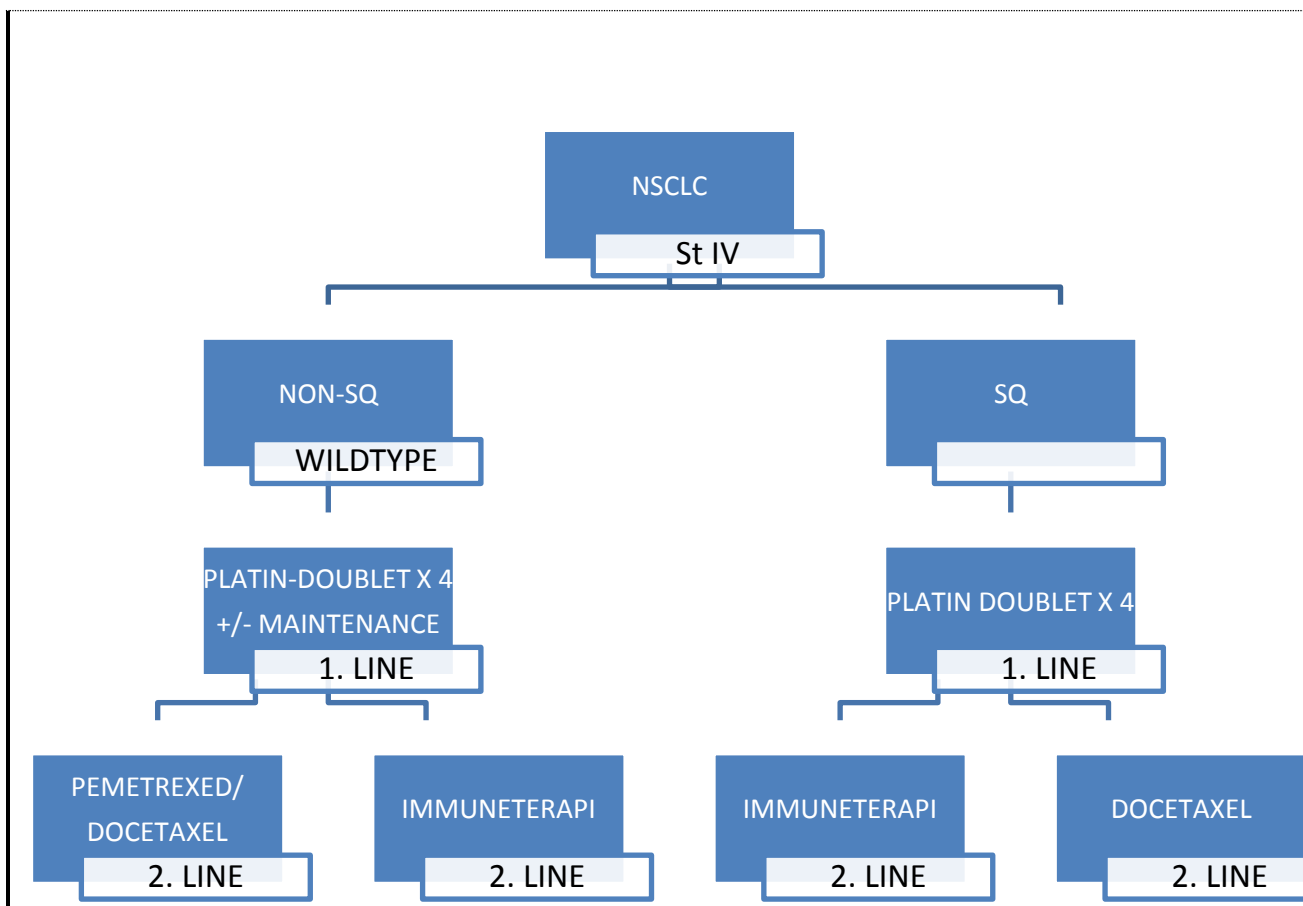 NSCLC
St IV
NON-SQ
WILDTYPE
SQ
PLATIN-DOUBLET X 4
+/- MAINTENANCE
1. LINE
PLATIN DOUBLET X 4
1. LINE
PEMETREXED/
DOCETAXEL
2. LINE
IMMUNETERAPI
2. LINE
IMMUNETERAPI
2. LINE
DOCETAXEL
2. LINE